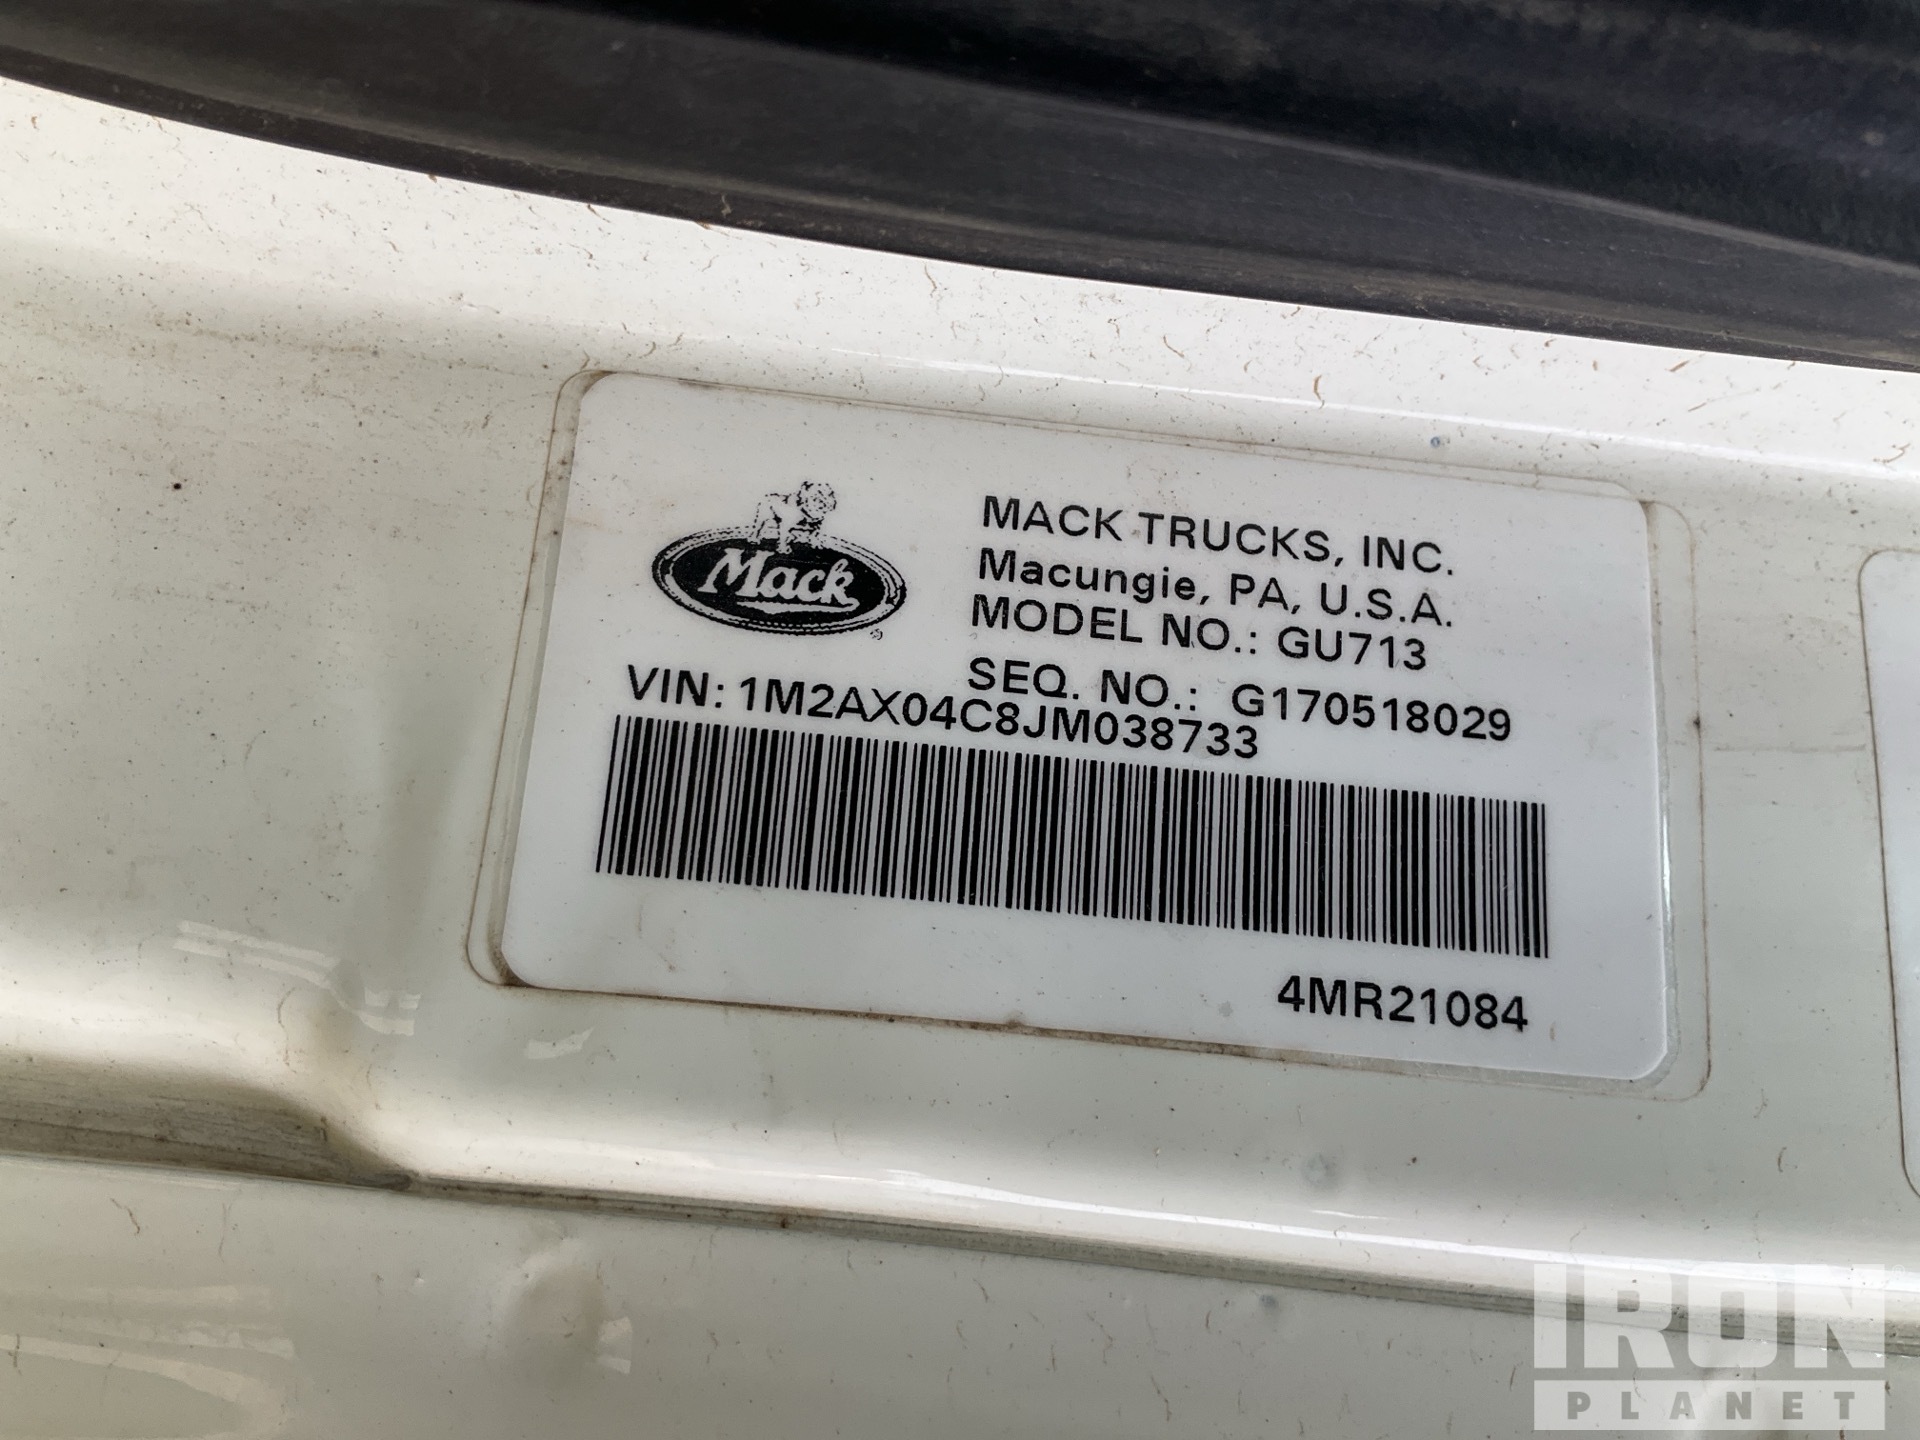 Mack
MACK TRUCKS, INC.
Macungie, PA, U.S.A.
MODEL NO.: GU713
SEQ. NO.: G170518029
VIN: 1M2AX04C8JM038733
4MR21084
IRON
PLANET